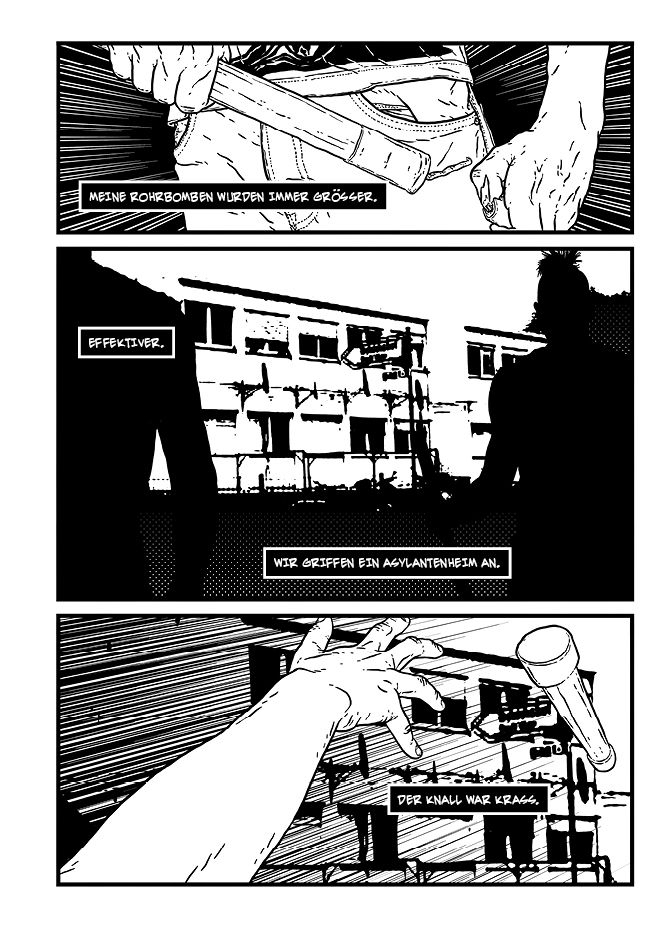 MEINE ROHRBOMBEN WURDEN IMMER GRÖSSER.
EFFEKTIVER.
WIR GRIFFEN EIN ASYLANTENHEIM AN.
DER KNALL WAR KRASS.